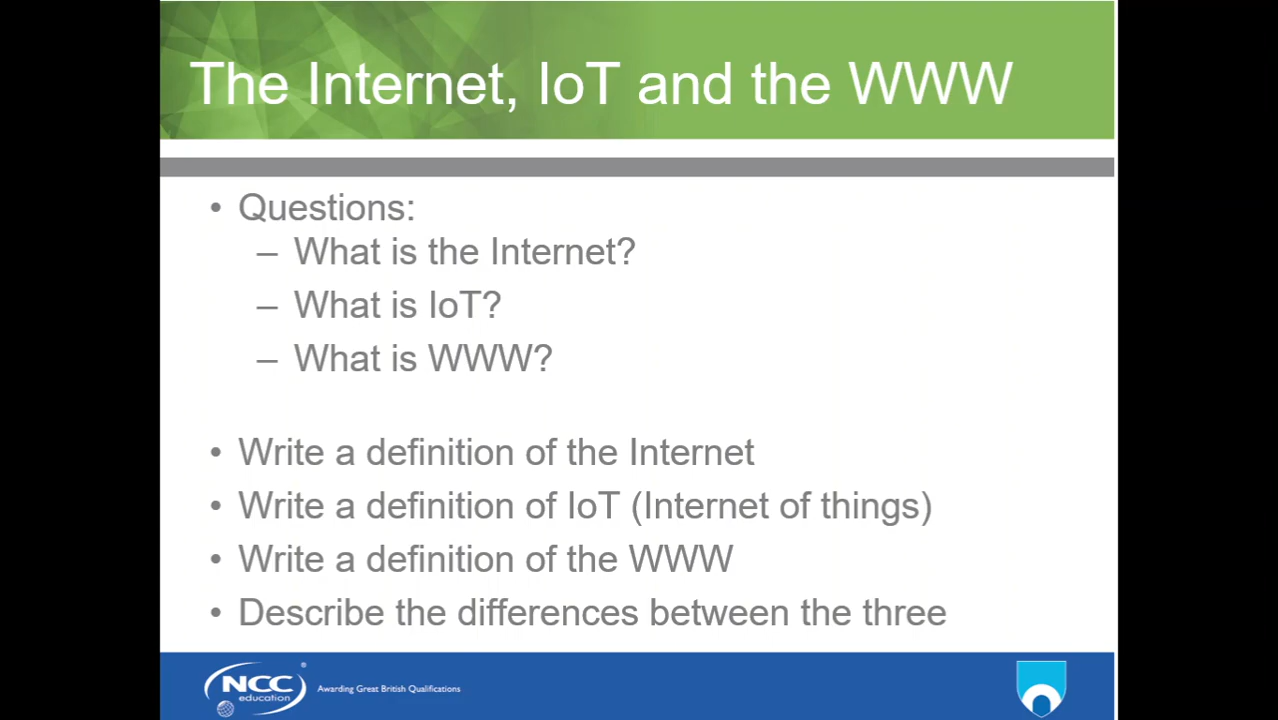 The Internet, IoT and the WWW
• Questions:
– What is the Internet?
– What is IoT?
– What is WWW?
• Write a definition of the Internet
• Write a definition of IoT (Internet of things)
• Write a definition of the WWW
• Describe the differences between the three
NCC
education
®
Awarding Great British Qualifications